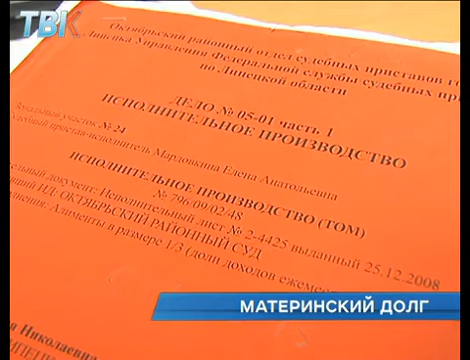 ТВК
Октябрьский районный отдел судебных приставов
Липецка Управления Федеральной службы судебных
по Липецкой области
ДЕЛО № 05-01 часть 1
ИСПОЛНИТЕЛЬНОЕ ПРОИЗВОДСТВО
участок № 24
судебный пристав-исполнитель Мардовкина Елена Анатольевна
ИСПОЛНИТЕЛЬНОЕ ПРОИЗВОДСТВО (ТОМ)
№ 796/09/02/48
документ: Исполнительный лист № 2-4425 выданный 25.12.2008
ИД: ОКТЯБРЬСКИЙ РАЙОННЫЙ СУД
Алименты в размере 1/3 (доли доходов
МАТЕРИНСКИЙ ДОЛГ
Николаевна